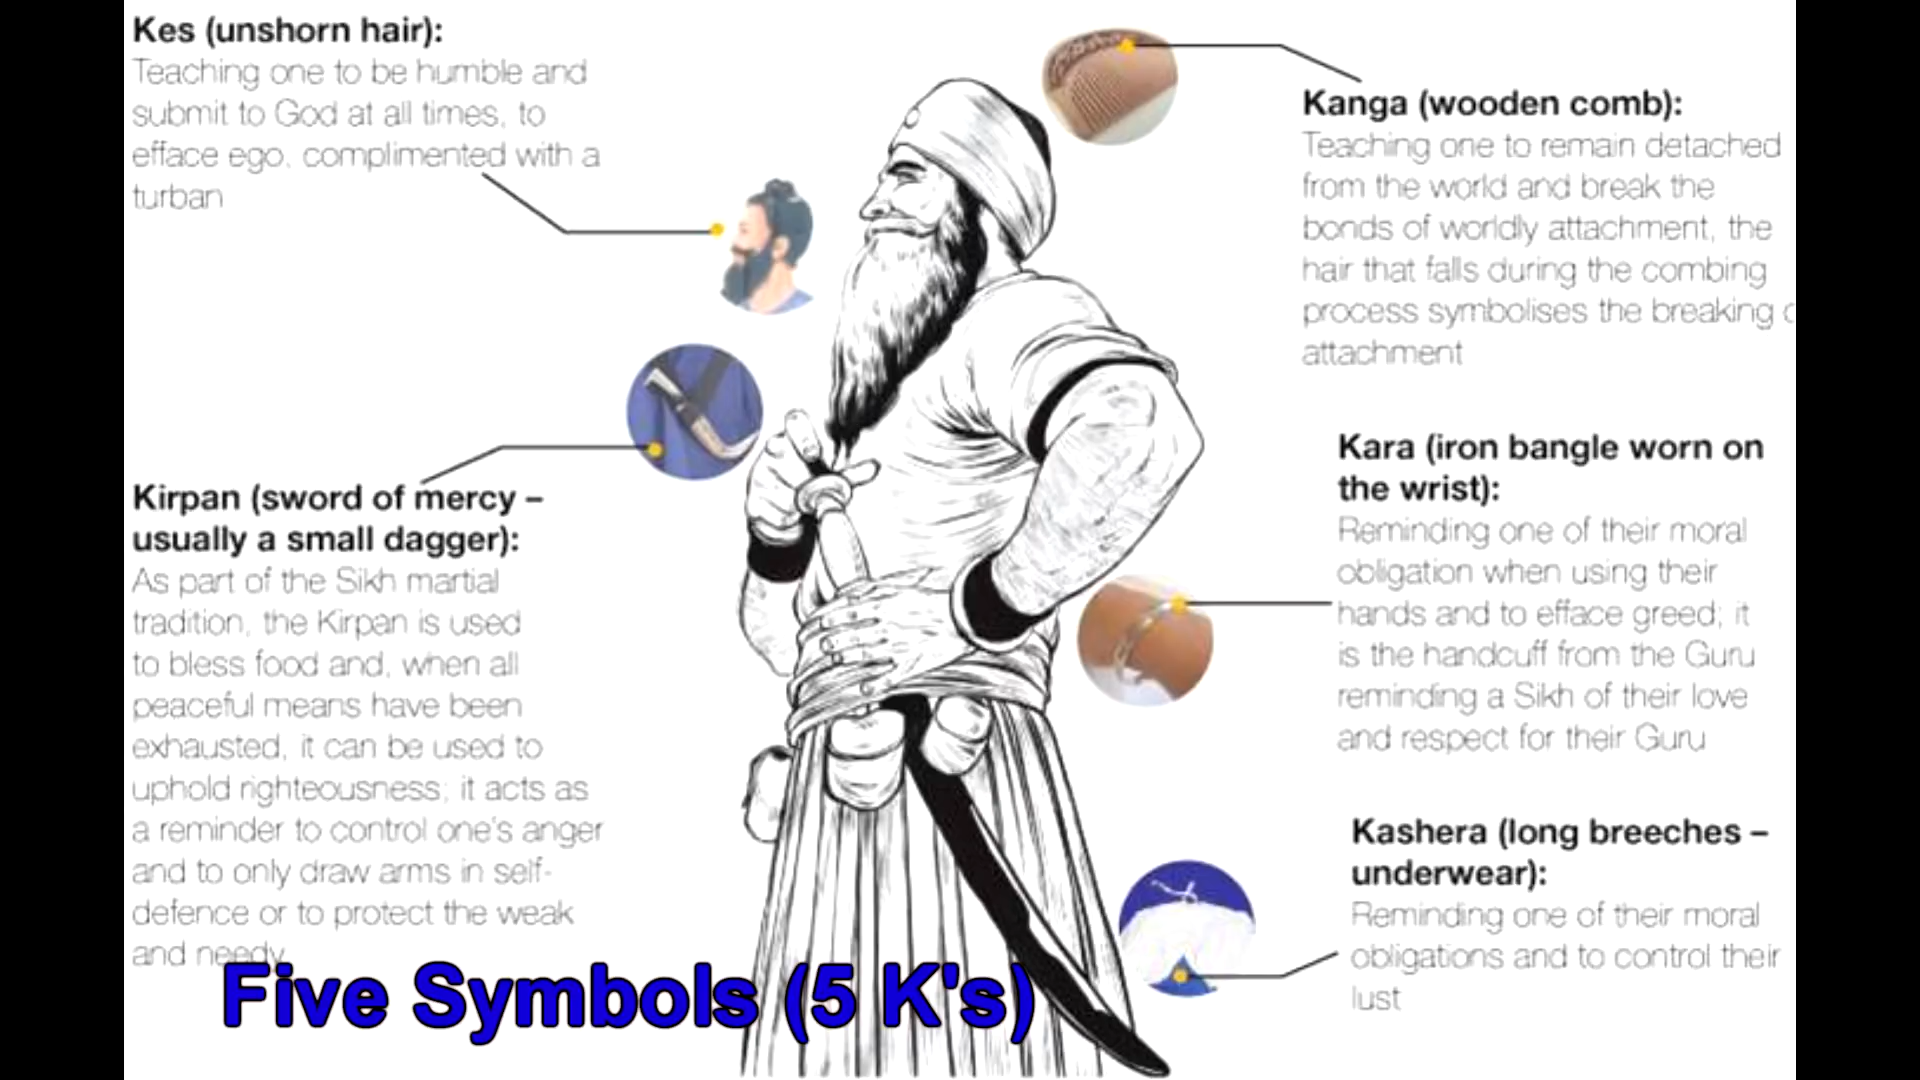 Kes (unshorn hair):
Teaching one to be humble and
submit to God at all times, to
efface ego, complimented with a
turban
Kirpan (sword of mercy –
usually a small dagger):
As part of the Sikh martial
tradition, the Kirpan is used
to bless food and, when all
peaceful means have been
exhausted, it can be used to
uphold righteousness; it acts as
a reminder to control one's anger
and to only draw arms in self-
defence or to protect the weak
and needy
Kanga (wooden comb):
Teaching one to remain detached
from the world and break the
bonds of worldly attachment, the
hair that falls during the combing
process symbolises the breaking
attachment
Kara (iron bangle worn on
the wrist):
Reminding one of their moral
obligation when using their
hands and to efface greed; it
is the handcuff from the Guru
reminding a Sikh of their love
and respect for their Guru
Kashera (long breeches –
underwear):
Reminding one of their moral
obligations and to control their
lust
Five Symbols (5 K's)